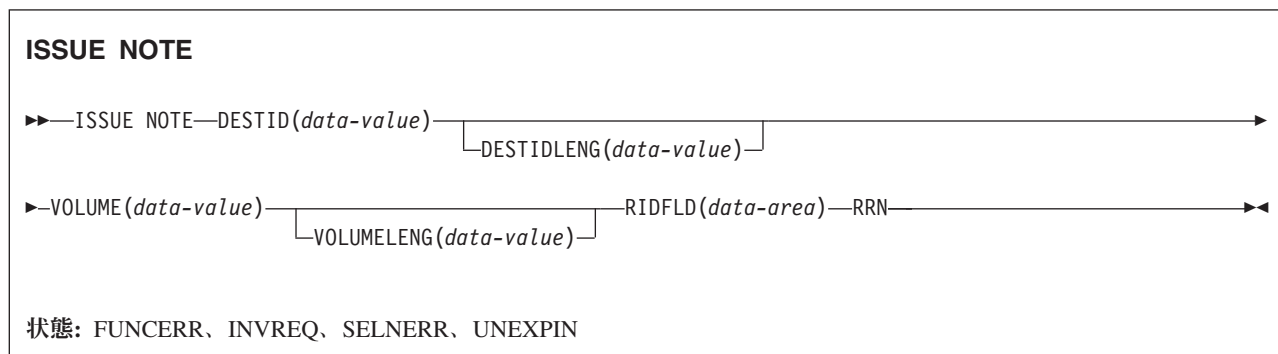 ISSUE NOTE
ISSUE NOTE DESTID(data-value)
DESTIDLENG(data-value)
VOLUME(data-value) RIDFLD(data-area) RRN
VOLUMELENG(data-value)
状態: FUNCERR、INVREQ、SELNERR、UNEXPIN